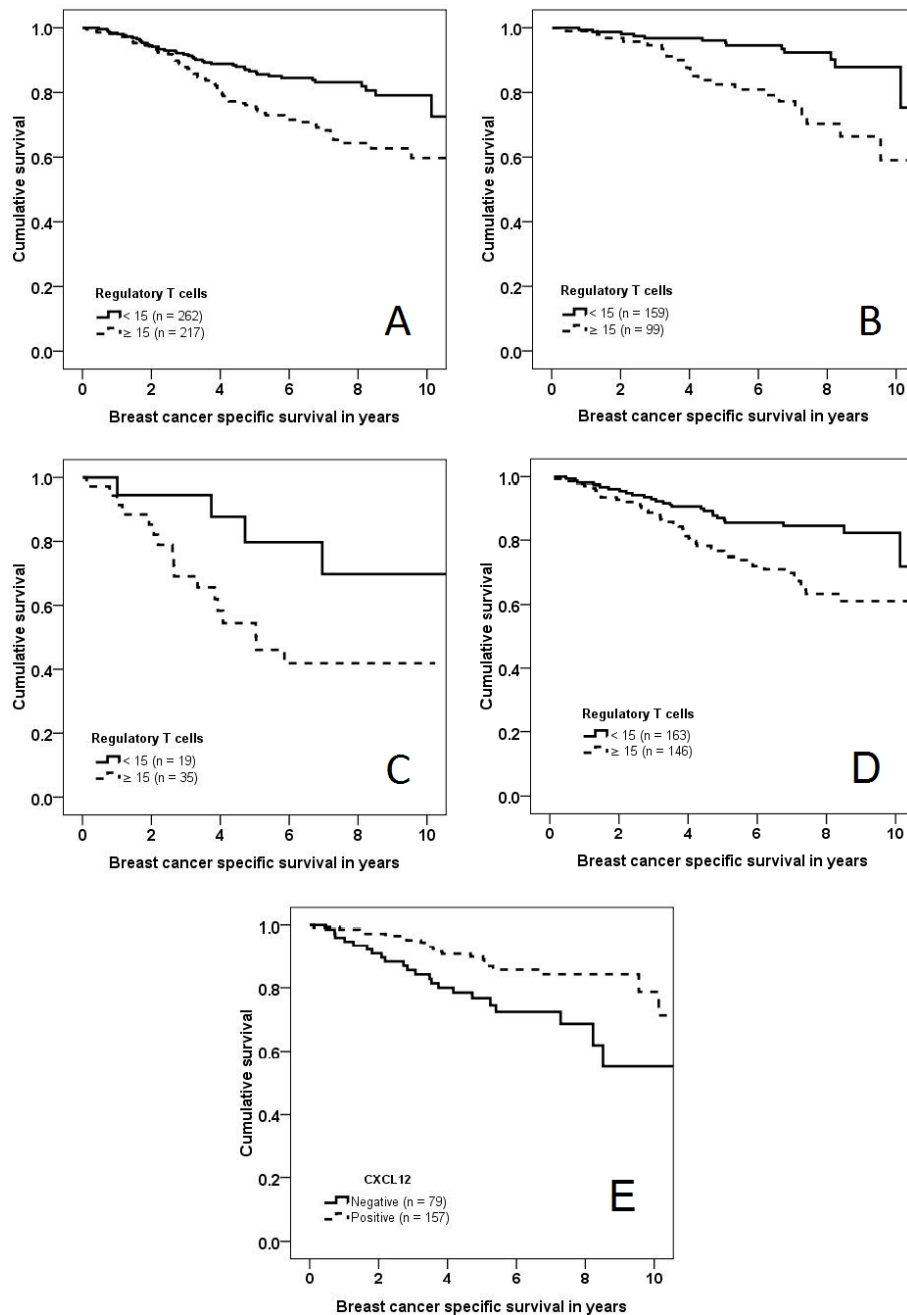 1.0
0.8
0.6
0.4
0.2
0.0
Cumulative survival
Regulatory T cells
< 15 (n = 262)
≥ 15 (n = 217)
A
0 2 4 6 8 10
Breast cancer specific survival in years
1.0
0.8
0.6
0.4
0.2
0.0
Cumulative survival
Regulatory T cells
< 15 (n = 159)
≥ 15 (n = 99)
B
0 2 4 6 8 10
Breast cancer specific survival in years
1.0
0.8
0.6
0.4
0.2
0.0
Cumulative survival
Regulatory T cells
< 15 (n = 19)
≥ 15 (n = 35)
C
0 2 4 6 8 10
Breast cancer specific survival in years
1.0
0.8
0.6
0.4
0.2
0.0
Cumulative survival
Regulatory T cells
< 15 (n = 163)
≥ 15 (n = 146)
D
0 2 4 6 8 10
Breast cancer specific survival in years
1.0
0.8
0.6
0.4
0.2
0.0
Cumulative survival
CXCL12
Negative (n = 79)
Positive (n = 157)
E
0 2 4 6 8 10
Breast cancer specific survival in years